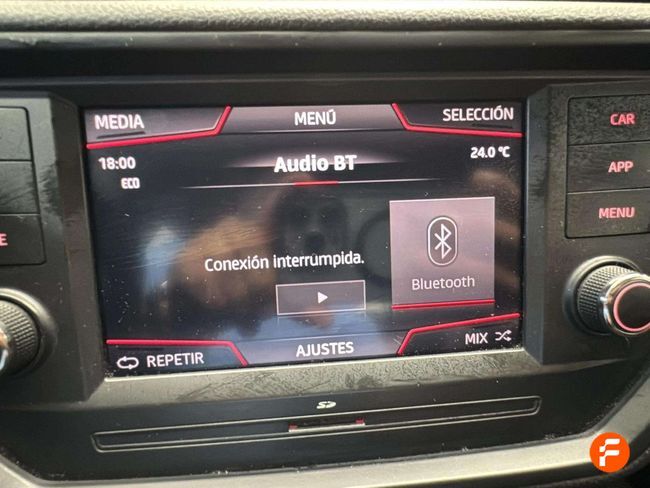 MEDIA
MENÚ
SELECCIÓN
CAR
18:00
Audio BT
24.0 °C
ECO
APP
MENU
E
Conexión interrumpida.
Bluetooth
REPETIR
AJUSTES
MIX
SD